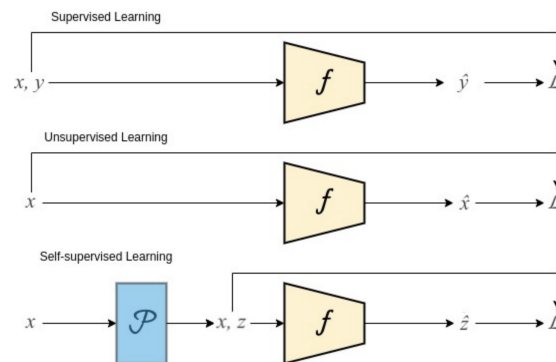 Supervised Learning
x, y f ŷ
Unsupervised Learning
x f x̂
Self-supervised Learning
x 𝒫 x, z f ẑ